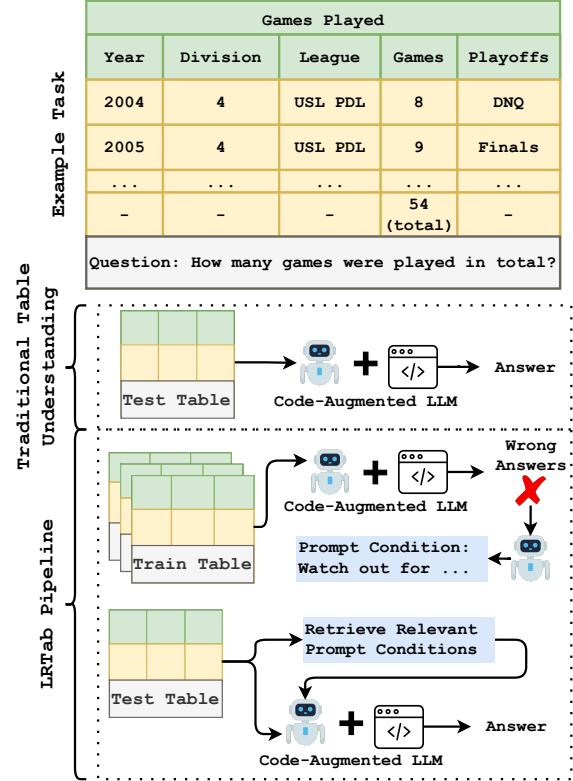 Example Task
Games Played
Year Division League Games Playoffs
2004 4 USL PDL 8 DNQ
2005 4 USL PDL 9 Finals
... ... ... ... ...
- - - 54 -
(total)
Question: How many games were played in total?
Traditional Table
Understanding
Test Table
</>
Code-Augmented LLM
Answer
LRTab Pipeline
Train Table
</>
Code-Augmented LLM
Wrong
Answers
Prompt Condition:
Watch out for ...
Test Table
Retrieve Relevant
Prompt Conditions
</>
Code-Augmented LLM
Answer